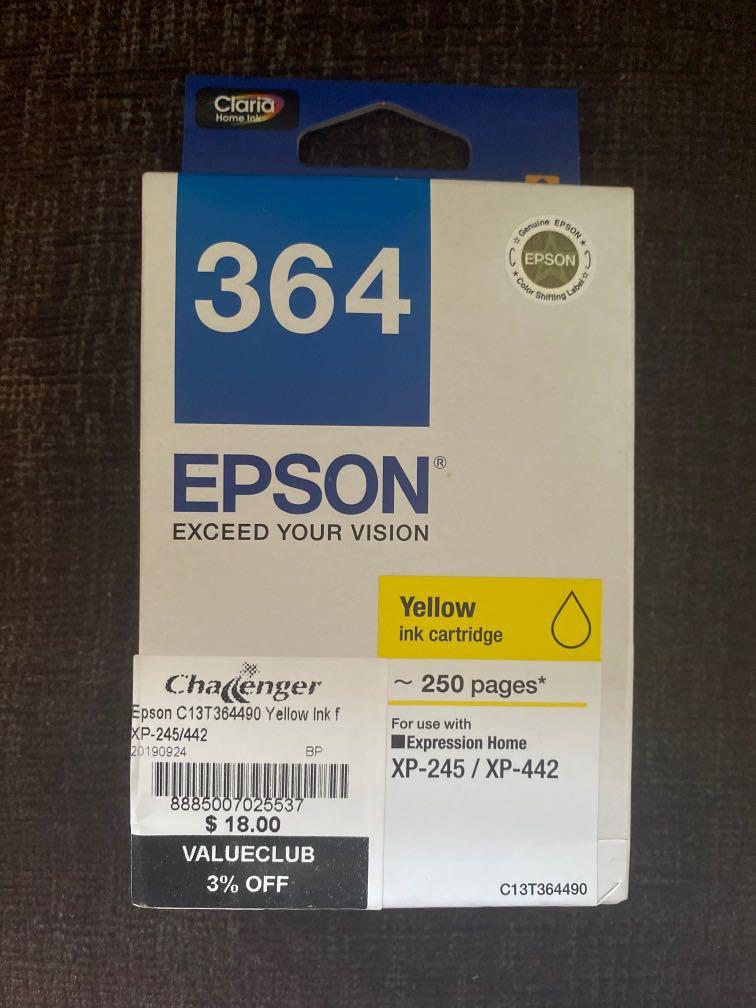 Claria
Home Ink
364
Genuine EPSON
EPSON
Color Shifting Label
EPSON®
EXCEED YOUR VISION
Yellow
ink cartridge
~ 250 pages*
For use with
Expression Home
XP-245 / XP-442
C13T364490
Challenger
Epson C13T364490 Yellow Ink f
XP-245/442
20190924 BP
8885007025537
$ 18.00
VALUECLUB
3% OFF